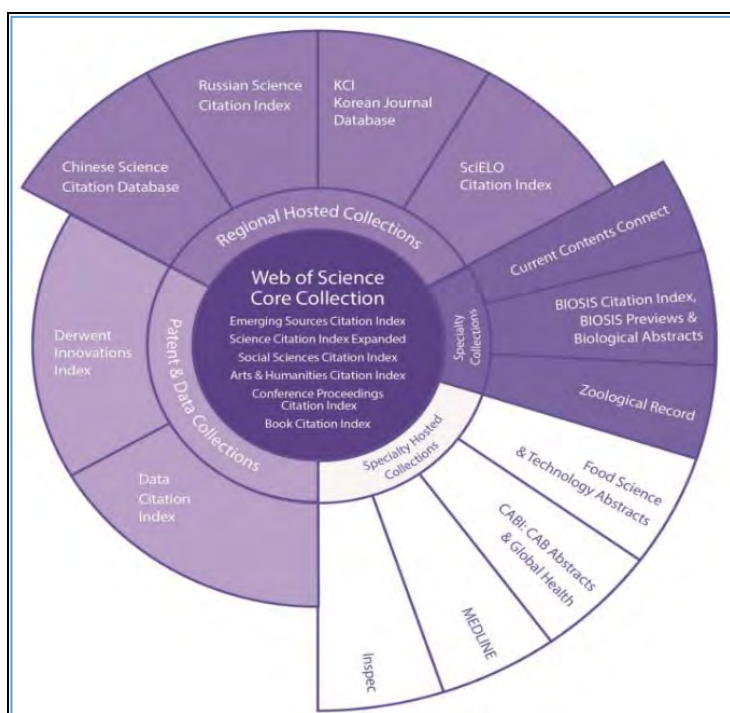 Russian Science
Citation Index
KCI
Korean Journal
Database
Chinese Science
Citation Database
SciELO
Citation Index
Regional Hosted Collections
Current Contents Connect
BIOSIS Citation Index,
BIOSIS Previews &
Biological Abstracts
Zoological Record
Specialty
Collections
Web of Science
Core Collection
Emerging Sources Citation Index
Science Citation Index Expanded
Social Sciences Citation Index
Arts & Humanities Citation Index
Conference Proceedings
Citation Index
Book Citation Index
Derwent
Innovations
Index
Patent & Data Collections
Data
Citation
Index
Specialty Hosted
Collections
Food Science
& Technology Abstracts
CABI: CAB Abstracts
& Global Health
MEDLINE
Inspec